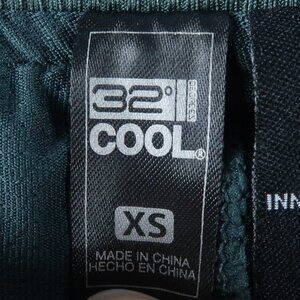 32°
COOL®
XS
MADE IN CHINA
HECHO EN CHINA
INN